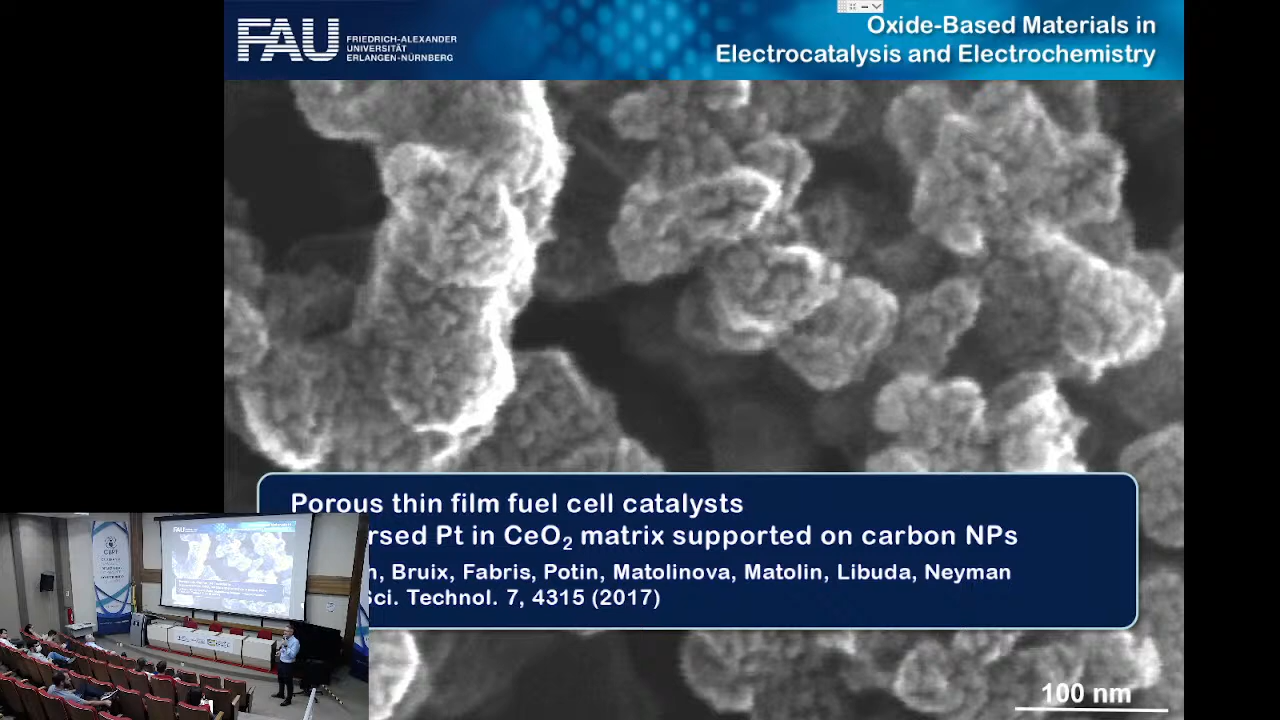 FAU
FRIEDRICH-ALEXANDER
UNIVERSITÄT
ERLANGEN-NÜRNBERG
Oxide-Based Materials in
Electrocatalysis and Electrochemistry
Porous thin film fuel cell catalysts
rsed Pt in CeO₂ matrix supported on carbon NPs
n, Bruix, Fabris, Potin, Matolinova, Matolin, Libuda, Neyman
Sci. Technol. 7, 4315 (2017)
100 nm
FAU